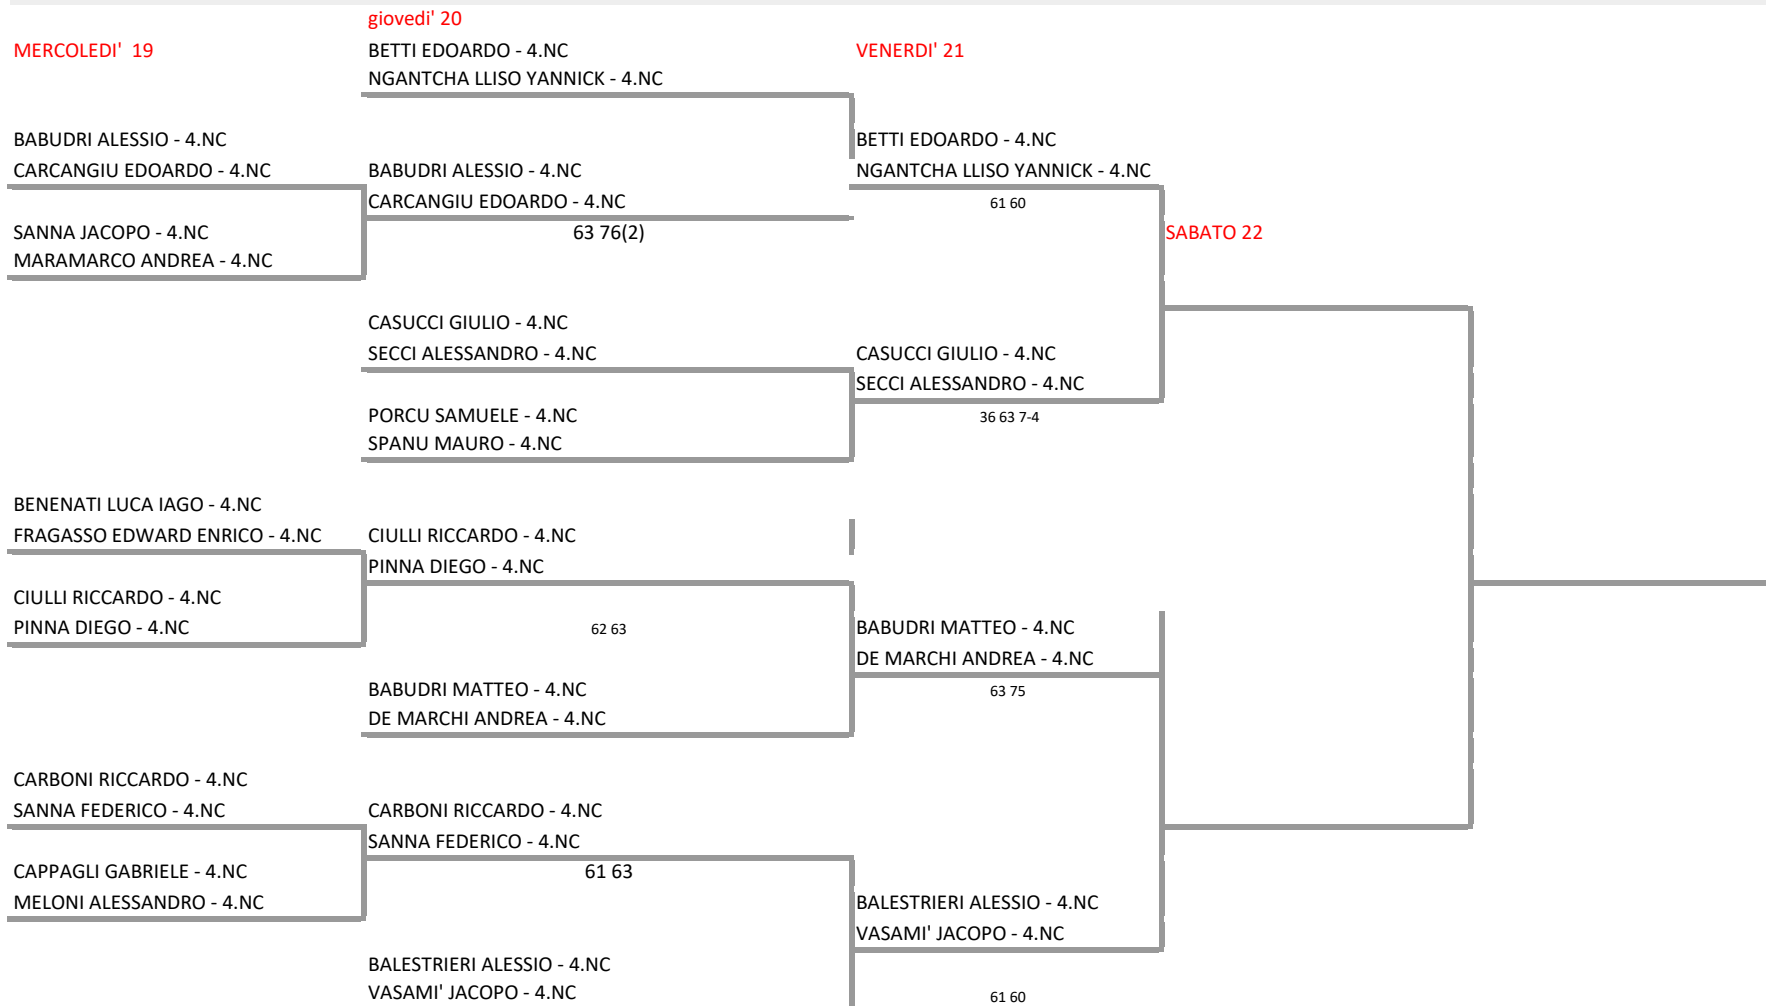 giovedi' 20
MERCOLEDI' 19
BETTI EDOARDO - 4.NC
VENERDI' 21
NGANTCHA LLISO YANNICK - 4.NC
BABUDRI ALESSIO - 4.NC
BETTI EDOARDO - 4.NC
CARCANGIU EDOARDO - 4.NC
BABUDRI ALESSIO - 4.NC
NGANTCHA LLISO YANNICK - 4.NC
CARCANGIU EDOARDO - 4.NC
61 60
SANNA JACOPO - 4.NC
63 76(2)
SABATO 22
MARAMARCO ANDREA - 4.NC
CASUCCI GIULIO - 4.NC
SECCI ALESSANDRO - 4.NC
CASUCCI GIULIO - 4.NC
SECCI ALESSANDRO - 4.NC
PORCU SAMUELE - 4.NC
36 63 7-4
SPANU MAURO - 4.NC
BENENATI LUCA IAGO - 4.NC
FRAGASSO EDWARD ENRICO - 4.NC
CIULLI RICCARDO - 4.NC
PINNA DIEGO - 4.NC
CIULLI RICCARDO - 4.NC
PINNA DIEGO - 4.NC
62 63
BABUDRI MATTEO - 4.NC
DE MARCHI ANDREA - 4.NC
BABUDRI MATTEO - 4.NC
63 75
DE MARCHI ANDREA - 4.NC
CARBONI RICCARDO - 4.NC
SANNA FEDERICO - 4.NC
CARBONI RICCARDO - 4.NC
SANNA FEDERICO - 4.NC
CAPPAGLI GABRIELE - 4.NC
61 63
MELONI ALESSANDRO - 4.NC
BALESTRIERI ALESSIO - 4.NC
VASAMI' JACOPO - 4.NC
BALESTRIERI ALESSIO - 4.NC
VASAMI' JACOPO - 4.NC
61 60